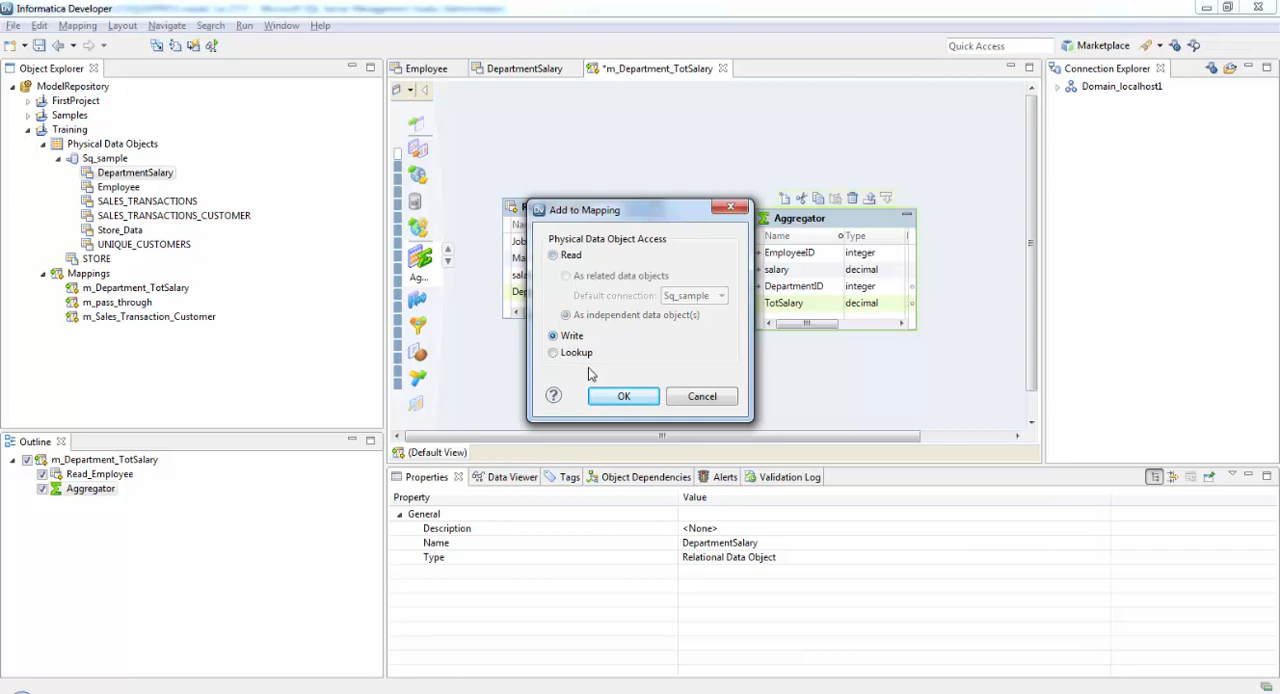 Informatica Developer
File Edit Mapping Layout Navigate Search Run Window Help
Quick Access
Marketplace
Object Explorer
ModelRepository
FirstProject
Samples
Training
Physical Data Objects
Sq_sample
DepartmentSalary
Employee
SALES_TRANSACTIONS
SALES_TRANSACTIONS_CUSTOMER
Store_Data
UNIQUE_CUSTOMERS
STORE
Mappings
m_Department_TotSalary
m_pass_through
m_Sales_Transaction_Customer
Outline
m_Department_TotSalary
Read_Employee
Aggregator
Employee
DepartmentSalary
*m_Department_TotSalary
Ag...
Add to Mapping
Physical Data Object Access
Read
As related data objects
Default connection: Sq_sample
As independent data object(s)
Write
Lookup
OK
Cancel
Aggregator
Name Type
EmployeeID integer
salary decimal
DepartmentID integer
TotSalary decimal
(Default View)
Properties Data Viewer Tags Object Dependencies Alerts Validation Log
Property Value
General
Description <None>
Name DepartmentSalary
Type Relational Data Object
Connection Explorer
Domain_localhost1